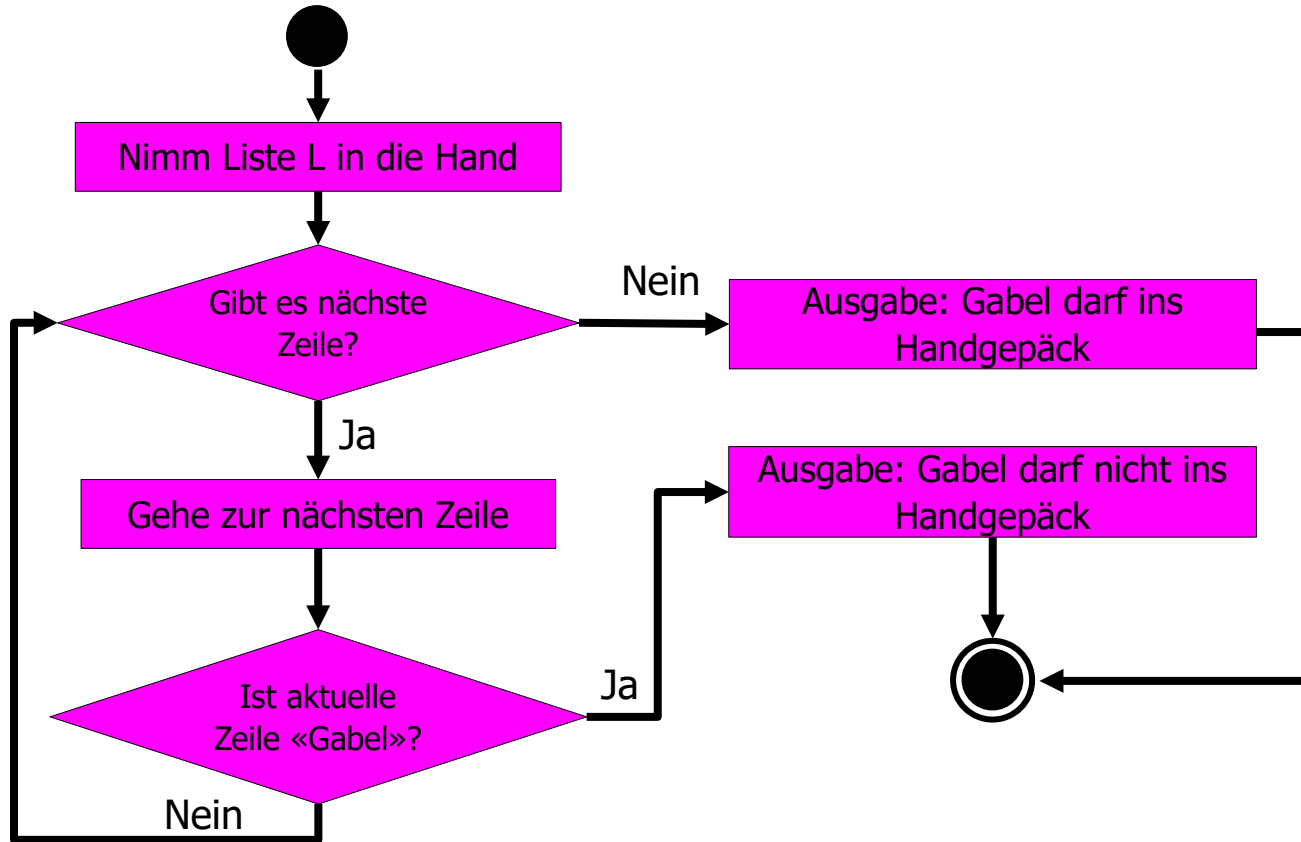 Nimm Liste L in die Hand
Gibt es nächste
Zeile?
Nein
Ausgabe: Gabel darf ins
Handgepäck
Ja
Gehe zur nächsten Zeile
Ausgabe: Gabel darf nicht ins
Handgepäck
Ist aktuelle
Zeile «Gabel»?
Ja
Nein